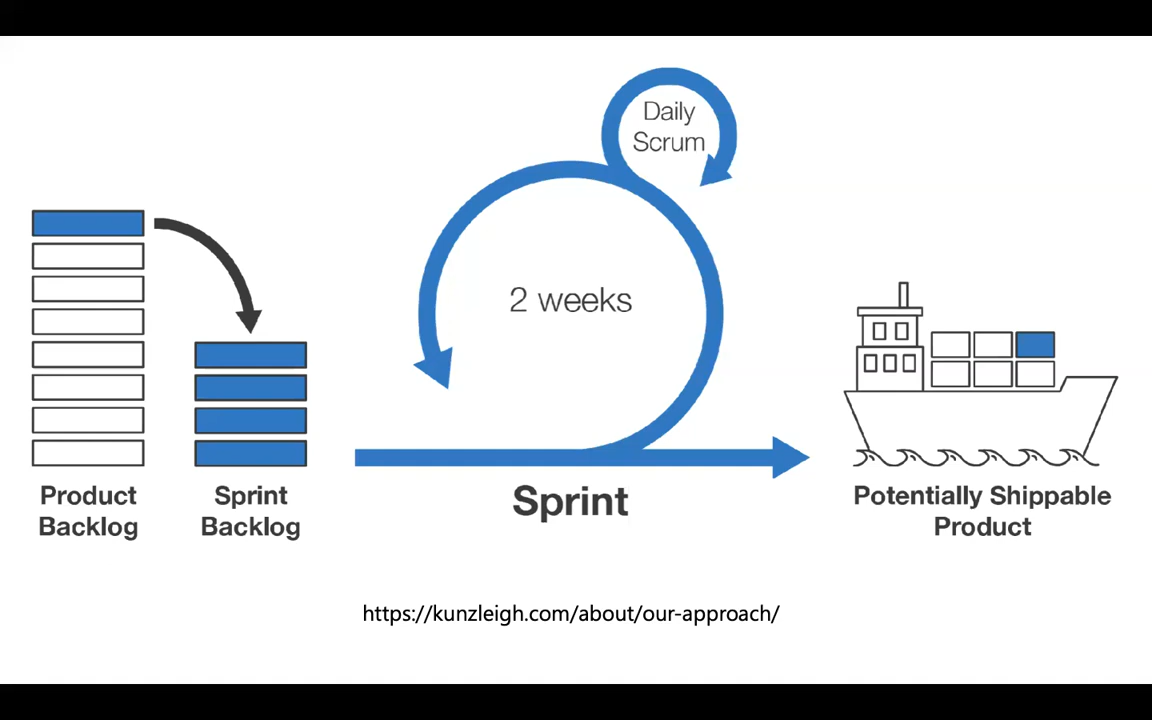 Daily
Scrum
2 weeks
Product
Backlog
Sprint
Backlog
Sprint
Potentially Shippable
Product
https://kunzleigh.com/about/our-approach/